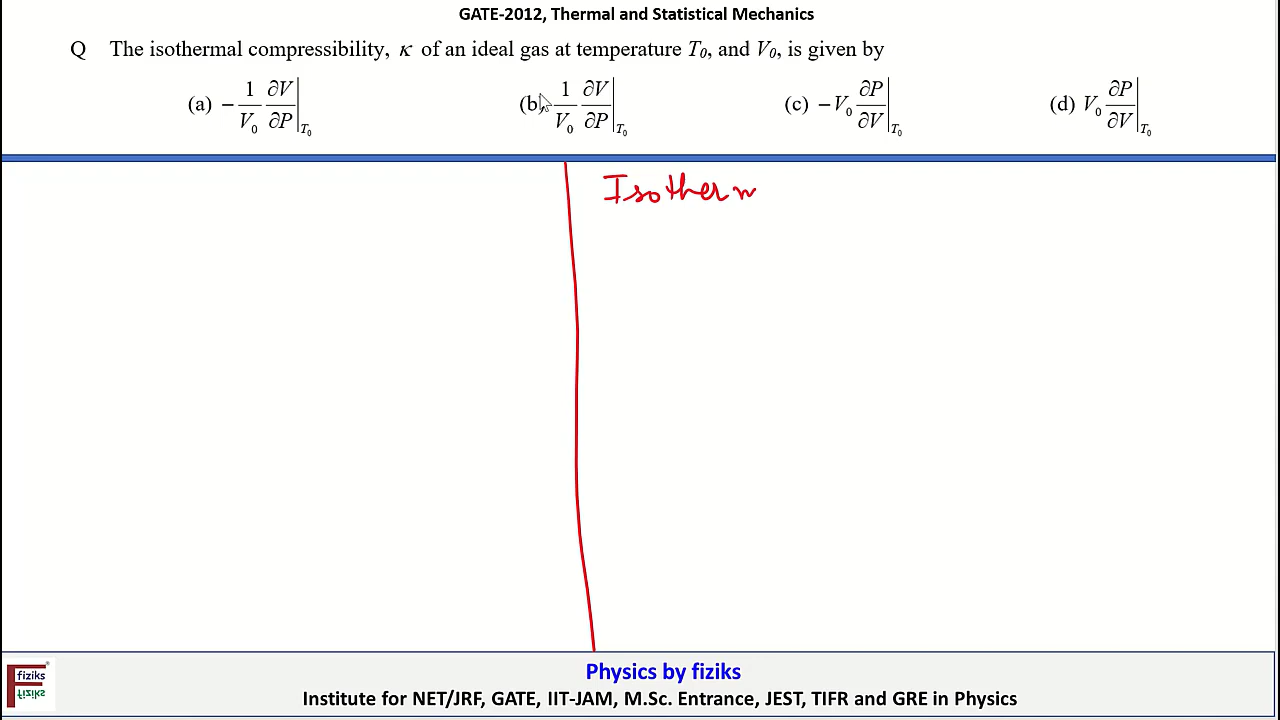 GATE-2012, Thermal and Statistical Mechanics
Q The isothermal compressibility, κ of an ideal gas at temperature T₀, and V₀, is given by
(a) −1/V₀ ∂V/∂P|T₀ (b) 1/V₀ ∂V/∂P|T₀ (c) −V₀ ∂P/∂V|T₀ (d) V₀ ∂P/∂V|T₀
Isotherm
fiziks
fiziks
Physics by fiziks
Institute for NET/JRF, GATE, IIT-JAM, M.Sc. Entrance, JEST, TIFR and GRE in Physics